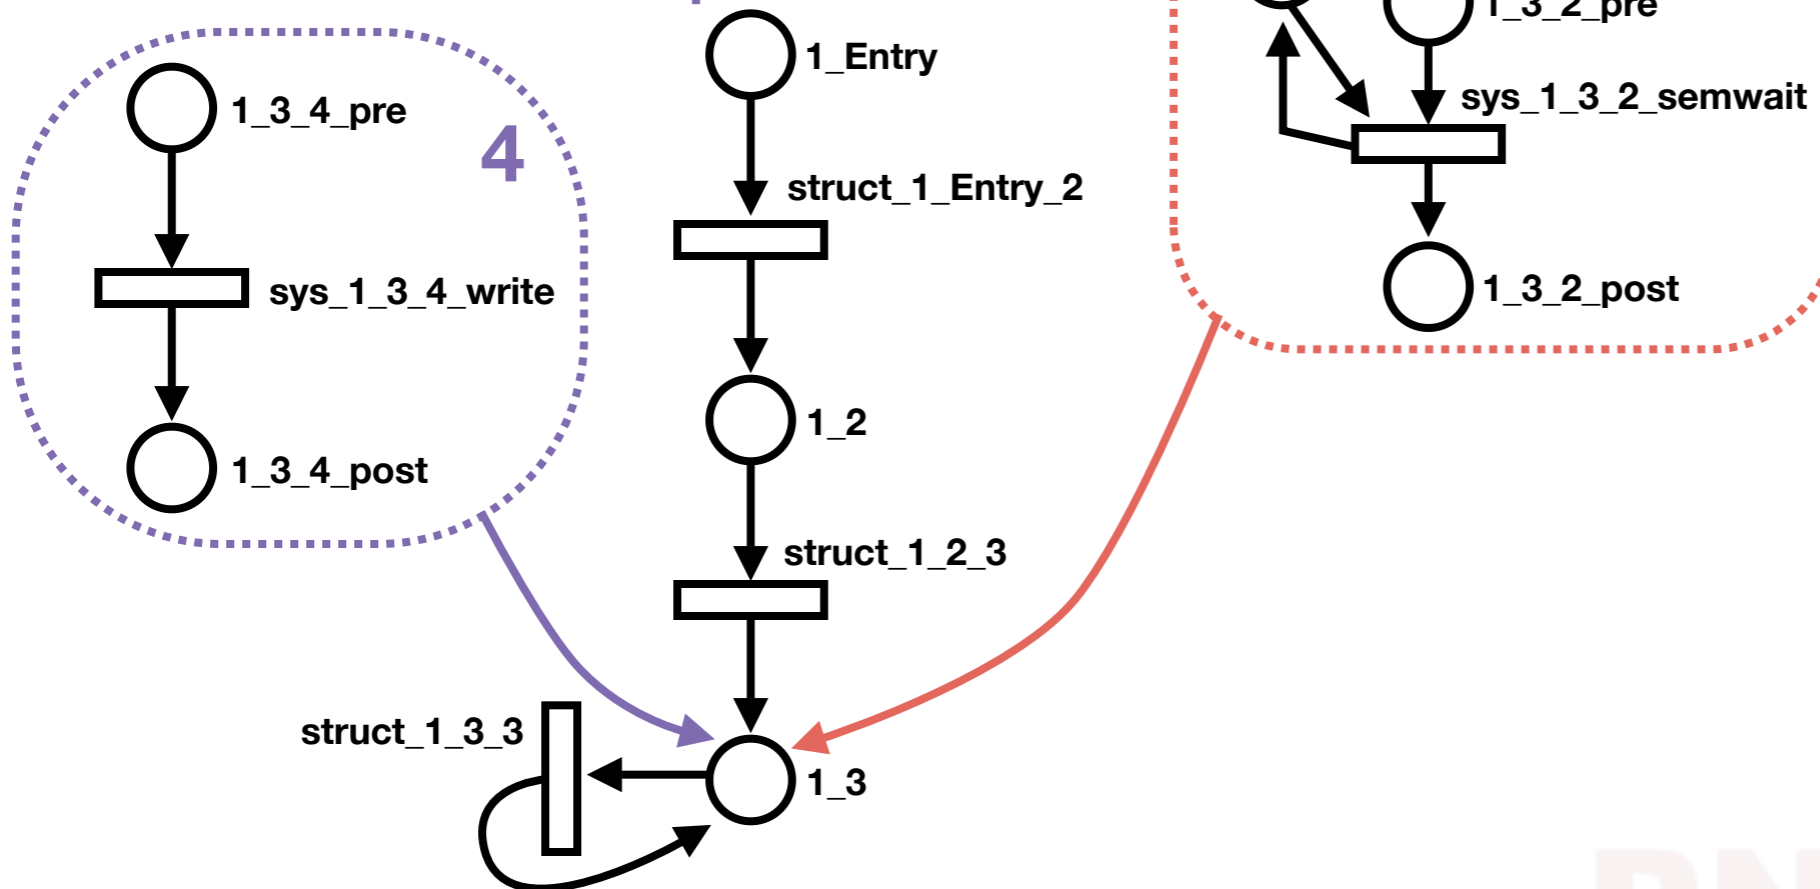 1_3_4_pre
4
sys_1_3_4_write
1_3_4_post
1_Entry
struct_1_Entry_2
1_2
struct_1_2_3
struct_1_3_3
1_3
1_3_2_pre
sys_1_3_2_semwait
1_3_2_post